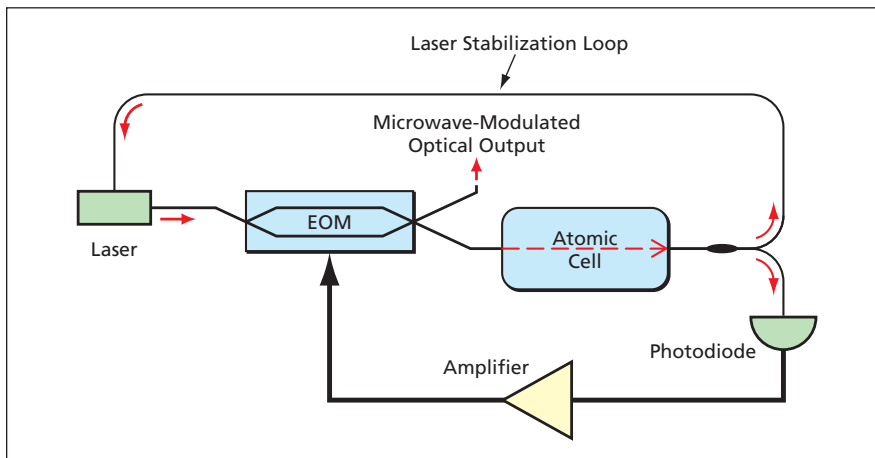 Laser Stabilization Loop
Microwave-Modulated
Optical Output
EOM
Laser
Atomic
Cell
Photodiode
Amplifier